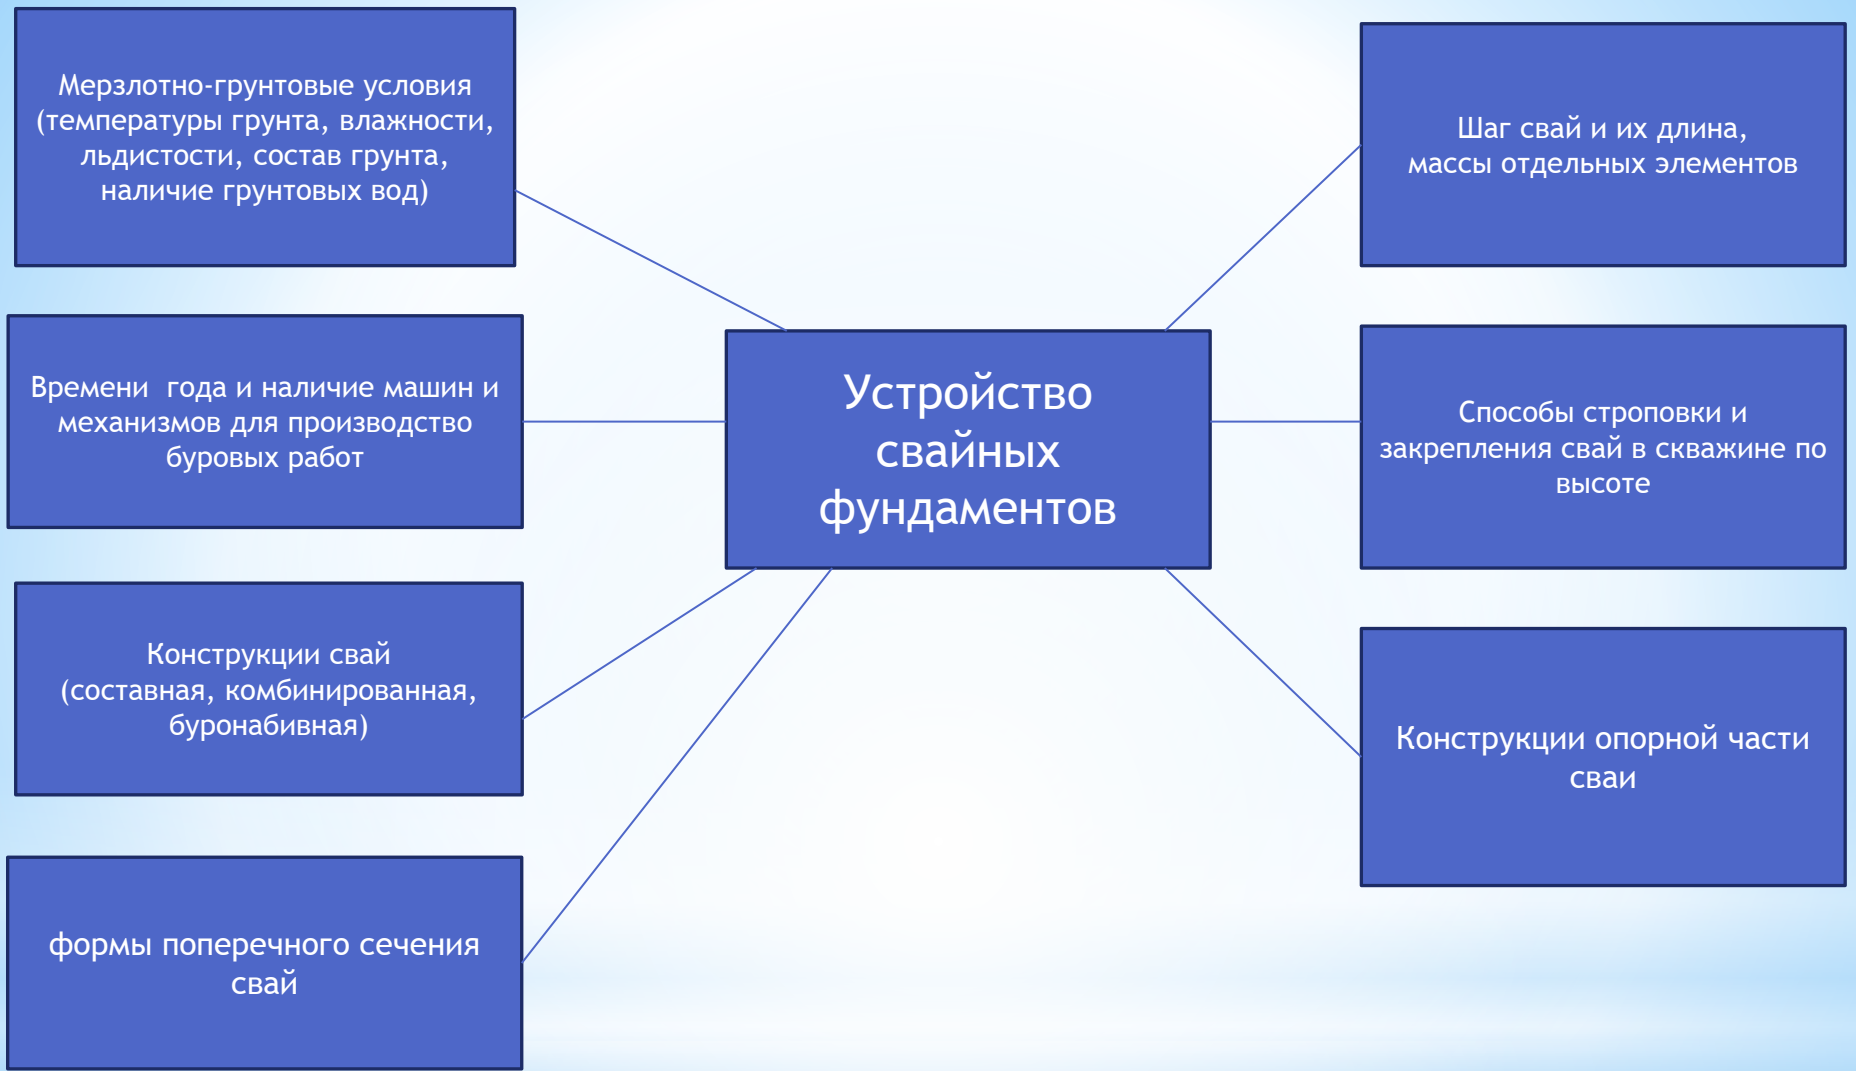 Мерзлотно-грунтовые условия
(температуры грунта, влажности,
льдистости, состав грунта,
наличие грунтовых вод)
Времени  года и наличие машин и
механизмов для производство
буровых работ
Конструкции свай
(составная, комбинированная,
буронабивная)
формы поперечного сечения
свай
Устройство
свайных
фундаментов
Шаг свай и их длина,
массы отдельных элементов
Способы строповки и
закрепления свай в скважине по
высоте
Конструкции опорной части
сваи